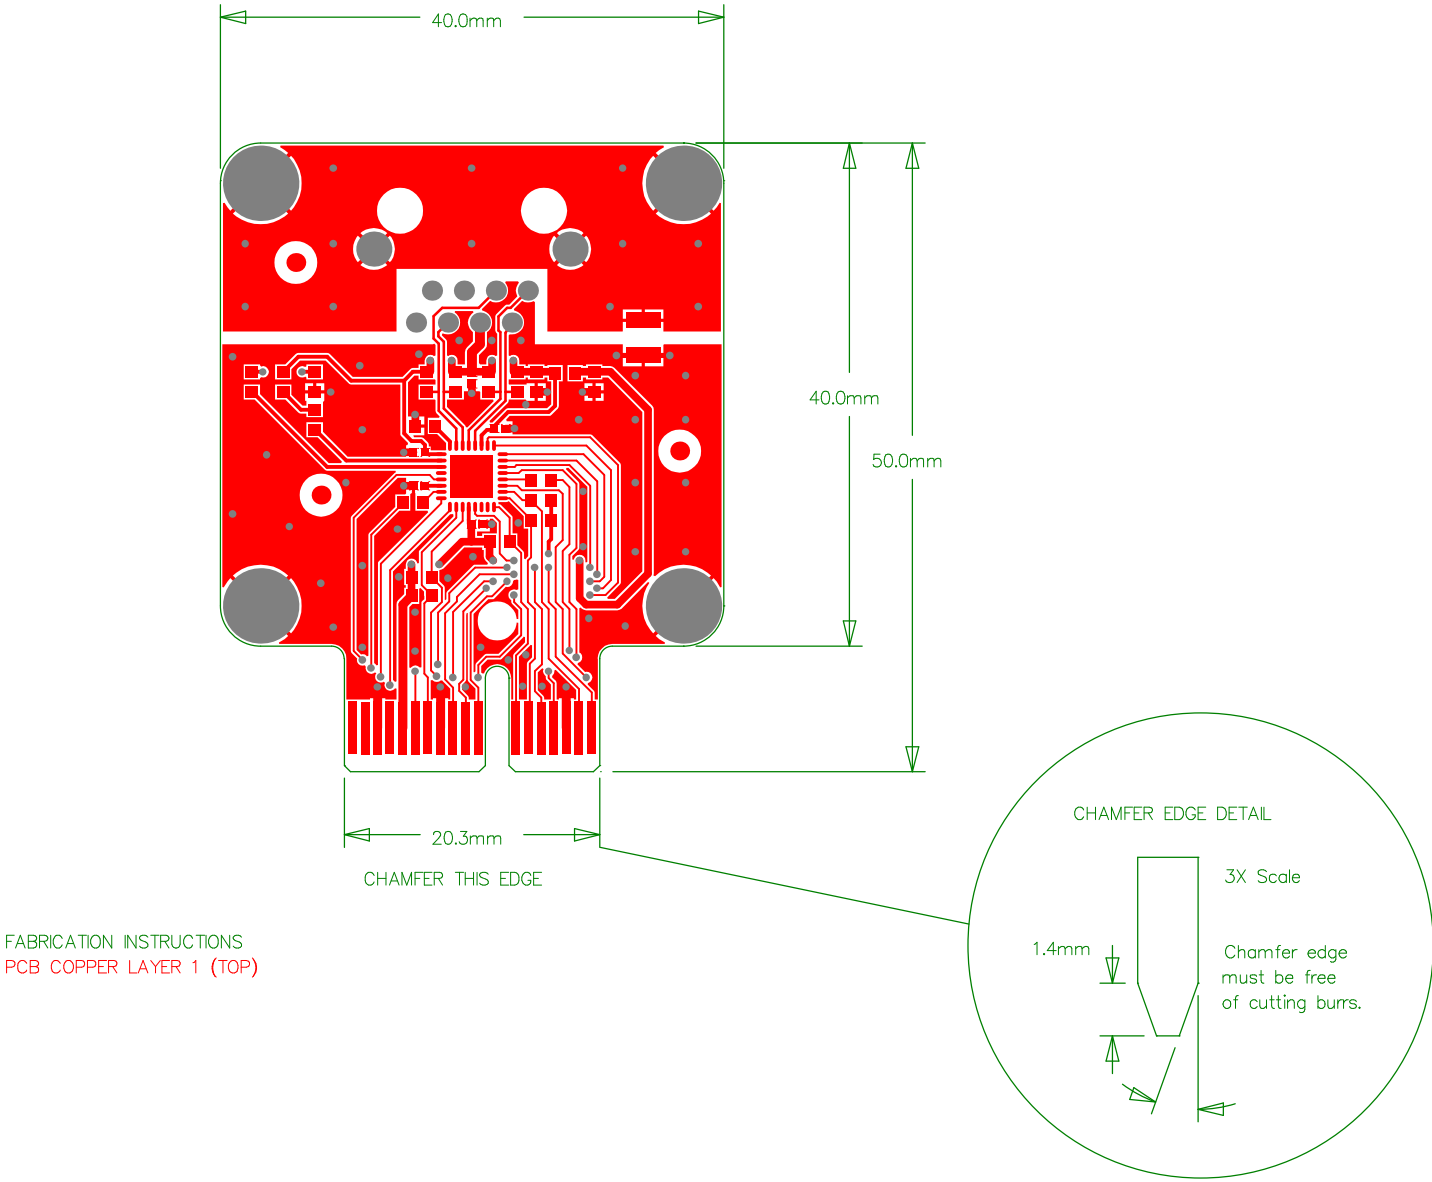 40.0mm
40.0mm
50.0mm
20.3mm
CHAMFER THIS EDGE
CHAMFER EDGE DETAIL
3X Scale
1.4mm
Chamfer edge
must be free
of cutting burrs.
FABRICATION INSTRUCTIONS
PCB COPPER LAYER 1 (TOP)